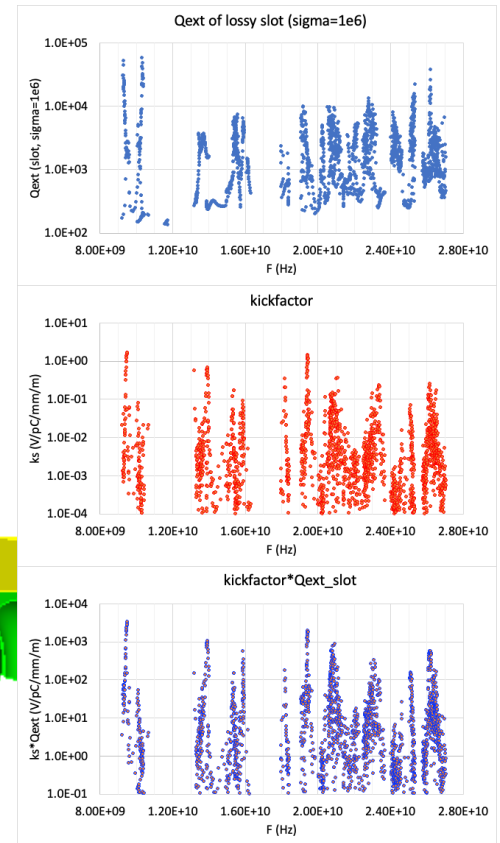 Qext of lossy slot (sigma=1e6)
1.0E+05
1.0E+04
1.0E+03
1.0E+02
Qext (slot, sigma=1e6)
8.00E+09 1.20E+10 1.60E+10 2.00E+10 2.40E+10 2.80E+10
F (Hz)
kickfactor
1.0E+01
1.0E+00
1.0E-01
1.0E-02
1.0E-03
1.0E-04
ks (V/pC/mm/m)
8.00E+09 1.20E+10 1.60E+10 2.00E+10 2.40E+10 2.80E+10
F (Hz)
kickfactor*Qext_slot
1.0E+04
1.0E+03
1.0E+02
1.0E+01
1.0E+00
1.0E-01
ks*Qext (V/pC/mm/m)
8.00E+09 1.20E+10 1.60E+10 2.00E+10 2.40E+10 2.80E+10
F (Hz)